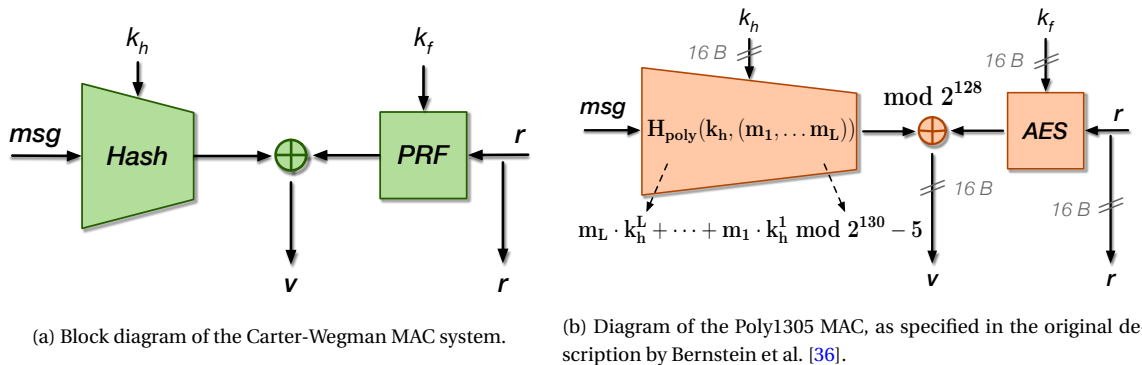 k_h
k_f
msg
Hash
PRF
r
v
r
(a) Block diagram of the Carter-Wegman MAC system.
k_h
k_f
16 B
16 B
msg
H_poly(k_h, (m_1, … m_L))
mod 2^128
AES
r
16 B
16 B
m_L · k_h^L + ⋯ + m_1 · k_h^1 mod 2^130 − 5
v
r
(b) Diagram of the Poly1305 MAC, as specified in the original de-
scription by Bernstein et al. [36].